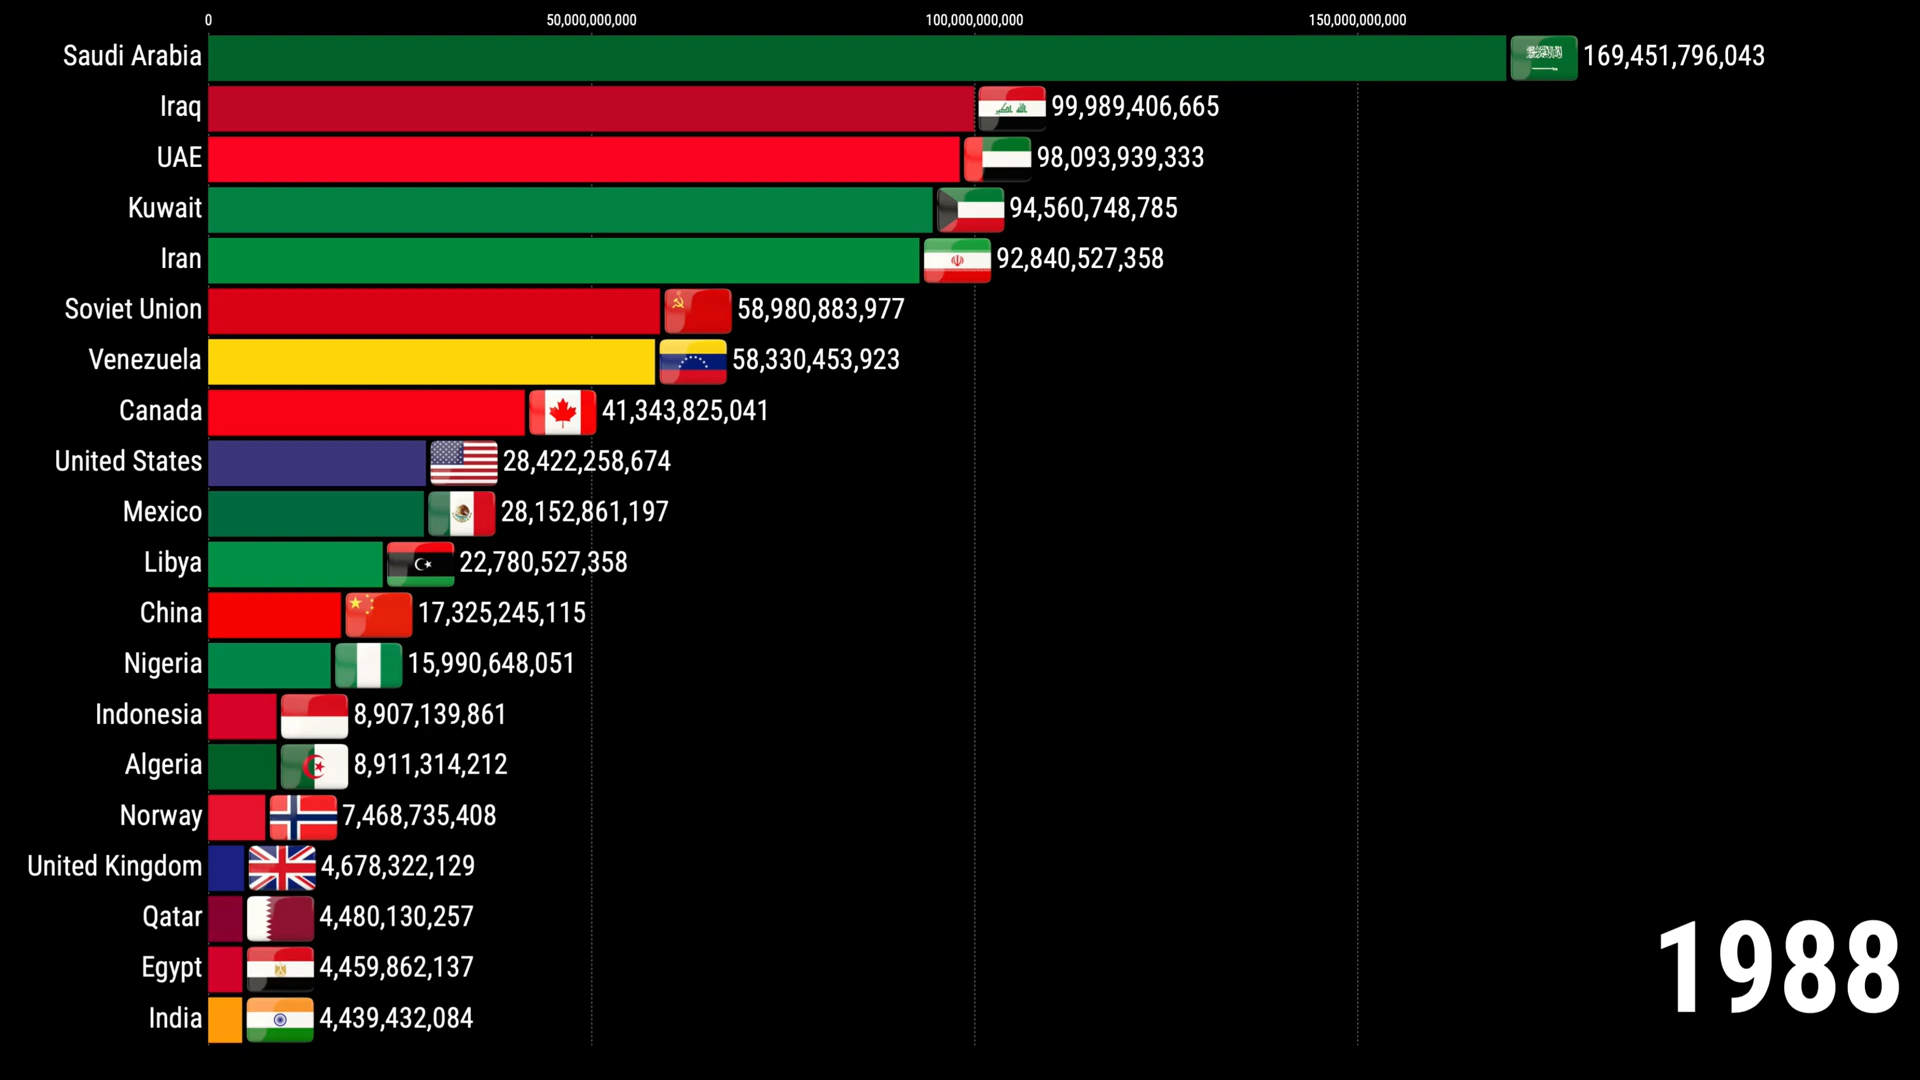 0 50,000,000,000 100,000,000,000 150,000,000,000
Saudi Arabia 169,451,796,043
Iraq 99,989,406,665
UAE 98,093,939,333
Kuwait 94,560,748,785
Iran 92,840,527,358
Soviet Union 58,980,883,977
Venezuela 58,330,453,923
Canada 41,343,825,041
United States 28,422,258,674
Mexico 28,152,861,197
Libya 22,780,527,358
China 17,325,245,115
Nigeria 15,990,648,051
Indonesia 8,907,139,861
Algeria 8,911,314,212
Norway 7,468,735,408
United Kingdom 4,678,322,129
Qatar 4,480,130,257
Egypt 4,459,862,137
India 4,439,432,084
1988